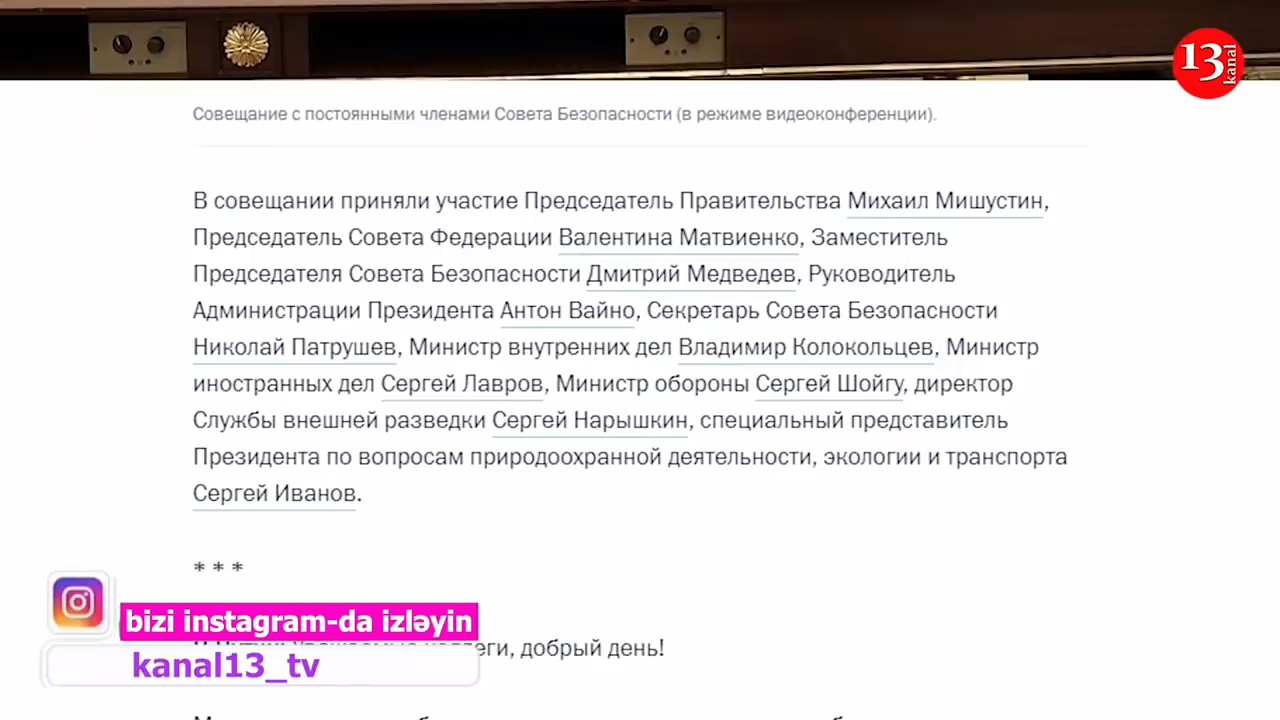 13 kanal
Совещание с постоянными членами Совета Безопасности (в режиме видеоконференции).
В совещании приняли участие Председатель Правительства Михаил Мишустин,
Председатель Совета Федерации Валентина Матвиенко, Заместитель
Председателя Совета Безопасности Дмитрий Медведев, Руководитель
Администрации Президента Антон Вайно, Секретарь Совета Безопасности
Николай Патрушев, Министр внутренних дел Владимир Колокольцев, Министр
иностранных дел Сергей Лавров, Министр обороны Сергей Шойгу, директор
Службы внешней разведки Сергей Нарышкин, специальный представитель
Президента по вопросам природоохранной деятельности, экологии и транспорта
Сергей Иванов.
* * *
bizi instagram-da izləyin
добрый день!
kanal13_tv